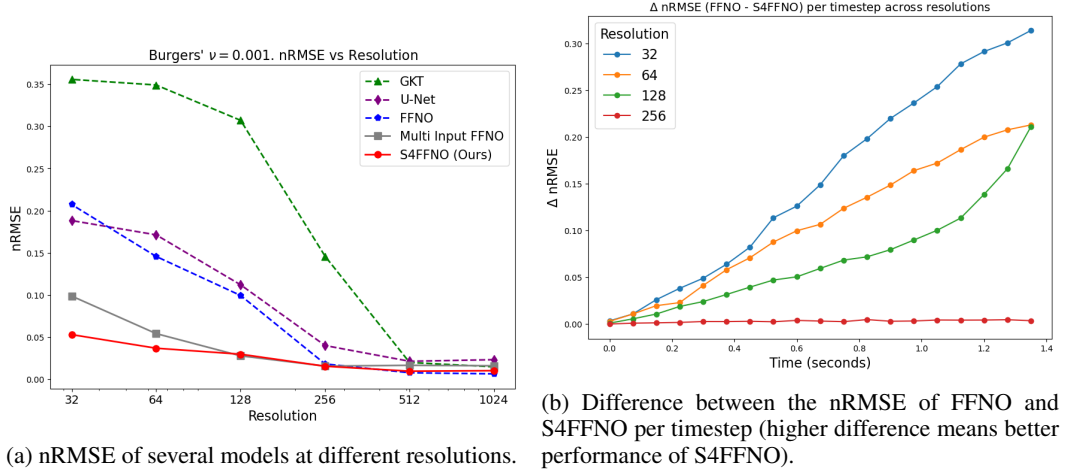 Burgers' ν = 0.001. nRMSE vs Resolution
nRMSE
0.35
0.30
0.25
0.20
0.15
0.10
0.05
0.00
GKT
U-Net
FFNO
Multi Input FFNO
S4FFNO (Ours)
32 64 128 256 512 1024
Resolution
(a) nRMSE of several models at different resolutions.
Δ nRMSE (FFNO - S4FFNO) per timestep across resolutions
Δ nRMSE
0.30
0.25
0.20
0.15
0.10
0.05
0.00
Resolution
32
64
128
256
0.0 0.2 0.4 0.6 0.8 1.0 1.2 1.4
Time (seconds)
(b) Difference between the nRMSE of FFNO and
S4FFNO per timestep (higher difference means better
performance of S4FFNO).